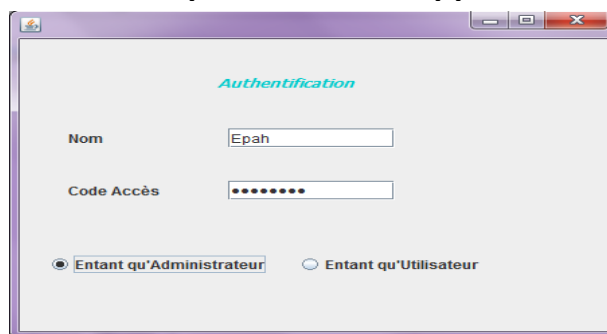 Authentification
Nom Epah
Code Accès ••••••••
Entant qu'Administrateur Entant qu'Utilisateur